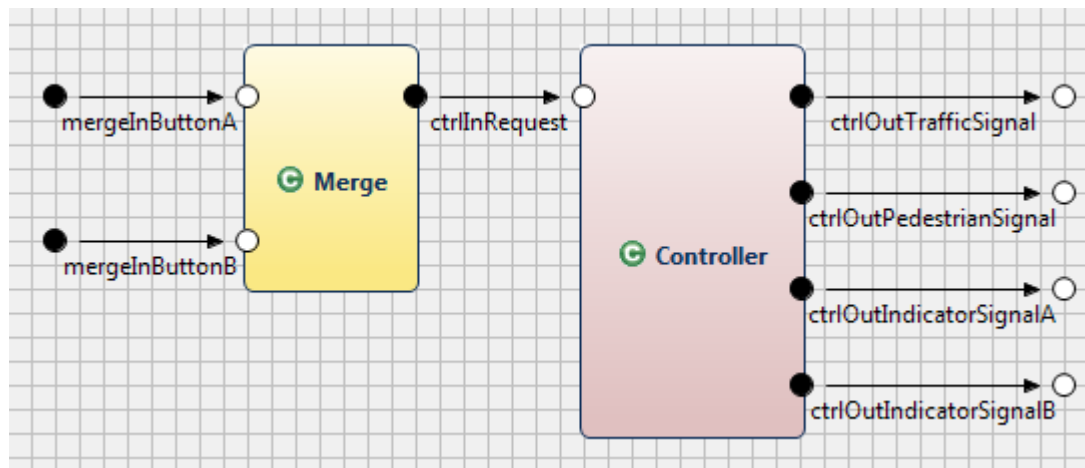 mergeInButtonA
ctrlInRequest
ctrlOutTrafficSignal
C Merge
ctrlOutPedestrianSignal
mergeInButtonB
C Controller
ctrlOutIndicatorSignalA
ctrlOutIndicatorSignalB